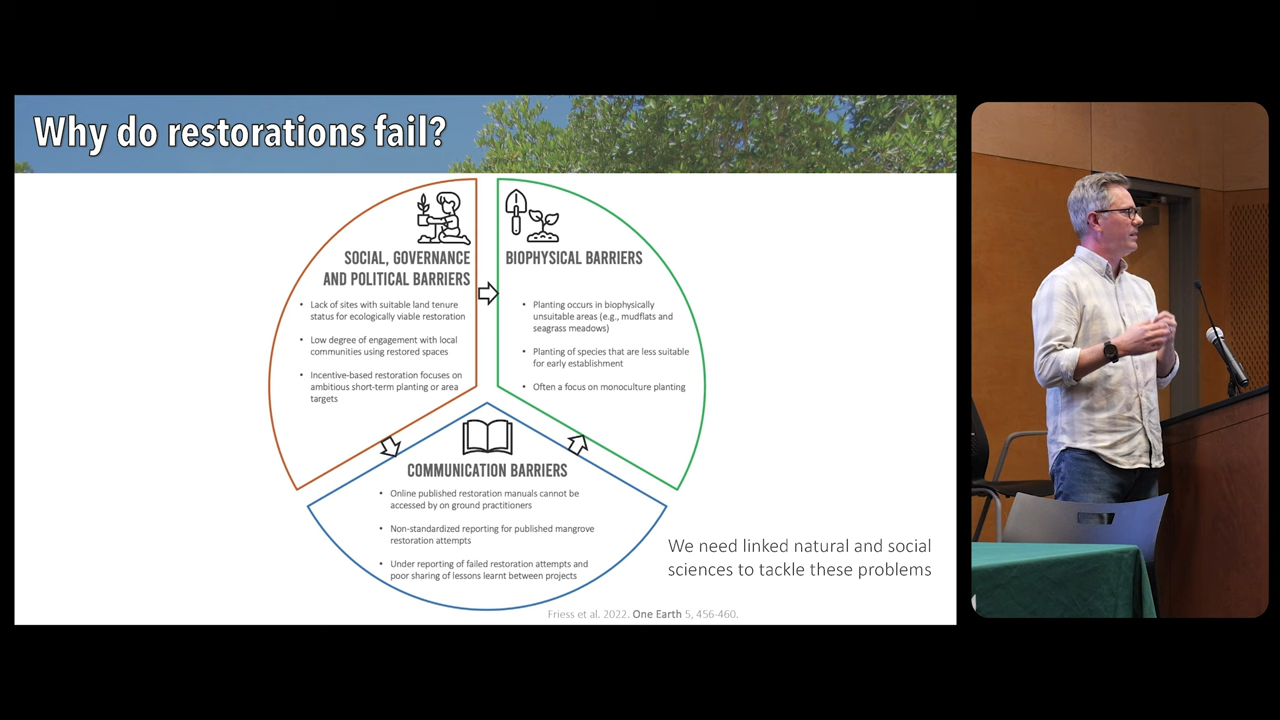 Why do restorations fail?
SOCIAL, GOVERNANCE
AND POLITICAL BARRIERS
• Lack of sites with suitable land tenure
status for ecologically viable restoration
• Low degree of engagement with local
communities using restored spaces
• Incentive-based restoration focuses on
ambitious short-term planting or area
targets
BIOPHYSICAL BARRIERS
• Planting occurs in biophysically
unsuitable areas (e.g., mudflats and
seagrass meadows)
• Planting of species that are less suitable
for early establishment
• Often a focus on monoculture planting
COMMUNICATION BARRIERS
• Online published restoration manuals cannot be
accessed by on ground practitioners
• Non-standardized reporting for published mangrove
restoration attempts
• Under reporting of failed restoration attempts and
poor sharing of lessons learnt between projects
We need linked natural and social
sciences to tackle these problems
Friess et al. 2022. One Earth 5, 456-460.